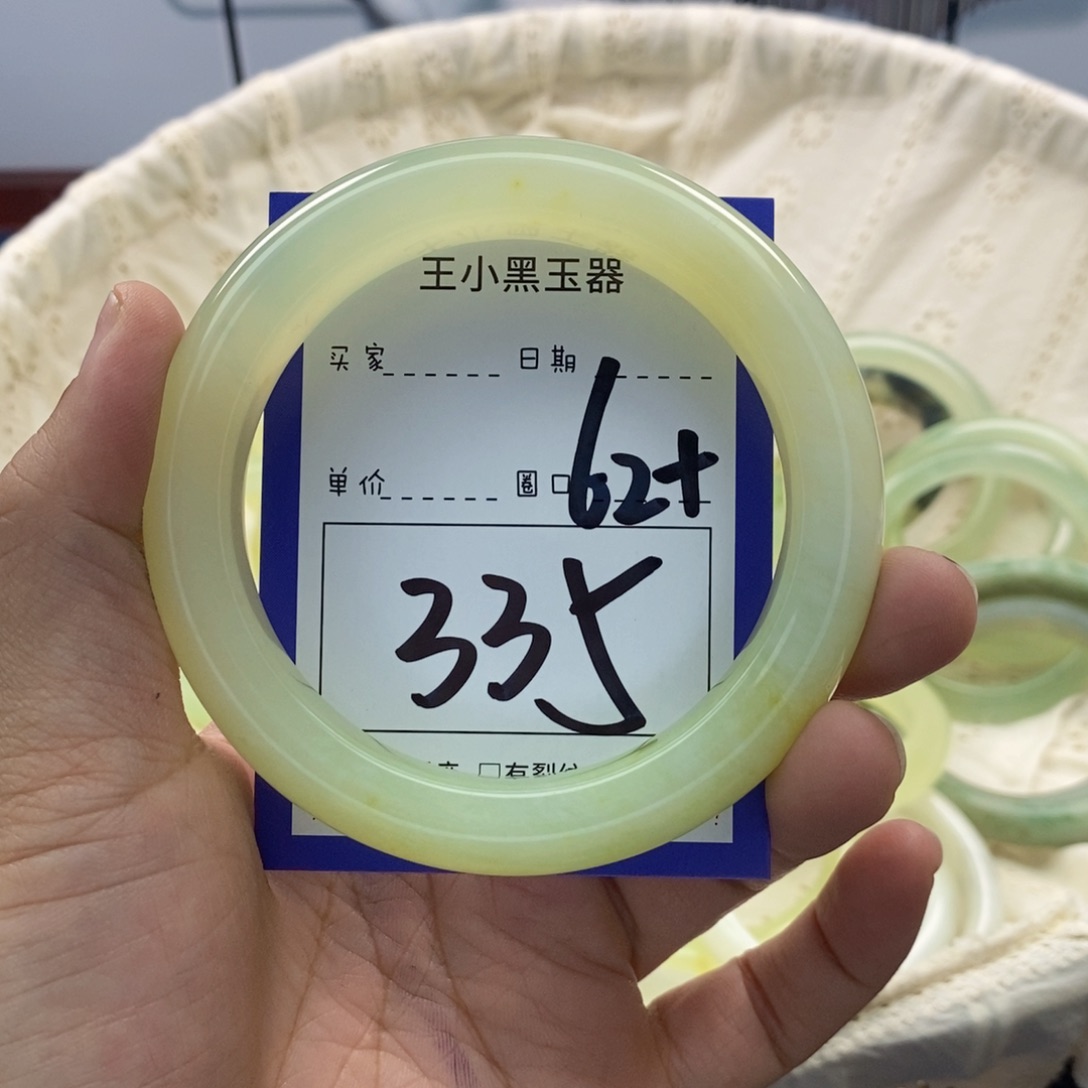 王小黑玉器
买家 日期
单价 圈口 62+
335
□有裂纹